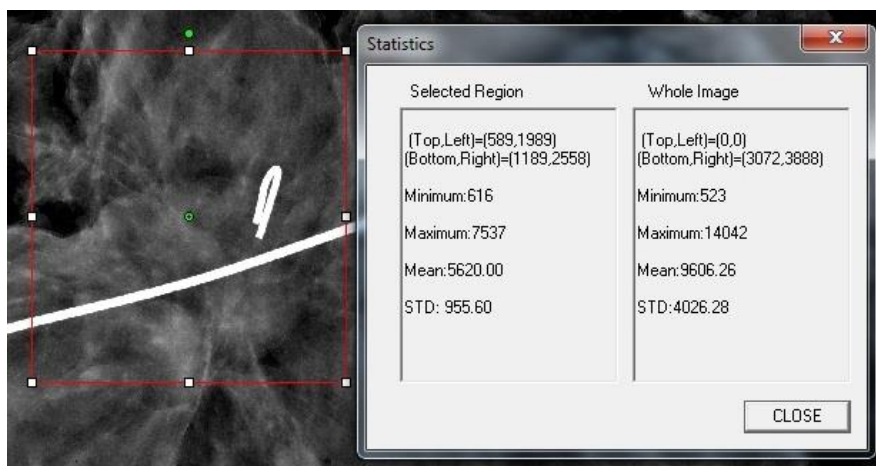 Statistics
Selected Region
(Top,Left)=(589,1989)
(Bottom,Right)=(1189,2558)
Minimum:616
Maximum:7537
Mean:5620.00
STD: 955.60
Whole Image
(Top,Left)=(0,0)
(Bottom,Right)=(3072,3888)
Minimum:523
Maximum:14042
Mean:9606.26
STD:4026.28
CLOSE